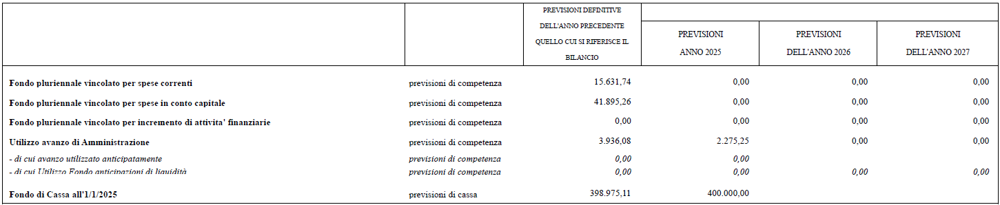 PREVISIONI DEFINITIVE
DELL'ANNO PRECEDENTE
QUELLO CUI SI RIFERISCE IL
BILANCIO
PREVISIONI
ANNO 2025
PREVISIONI
DELL'ANNO 2026
PREVISIONI
DELL'ANNO 2027
Fondo pluriennale vincolato per spese correnti previsioni di competenza 15.631,74 0,00 0,00 0,00
Fondo pluriennale vincolato per spese in conto capitale previsioni di competenza 41.895,26 0,00 0,00 0,00
Fondo pluriennale vincolato per incremento di attivita' finanziarie previsioni di competenza 0,00 0,00 0,00 0,00
Utilizzo avanzo di Amministrazione previsioni di competenza 3.936,08 2.275,25 0,00 0,00
- di cui avanzo utilizzato anticipatamente previsioni di competenza 0,00 0,00
- di cui Utilizzo Fondo anticipazioni di liquidità previsioni di competenza 0,00 0,00 0,00 0,00
Fondo di Cassa all'1/1/2025 previsioni di cassa 398.975,11 400.000,00